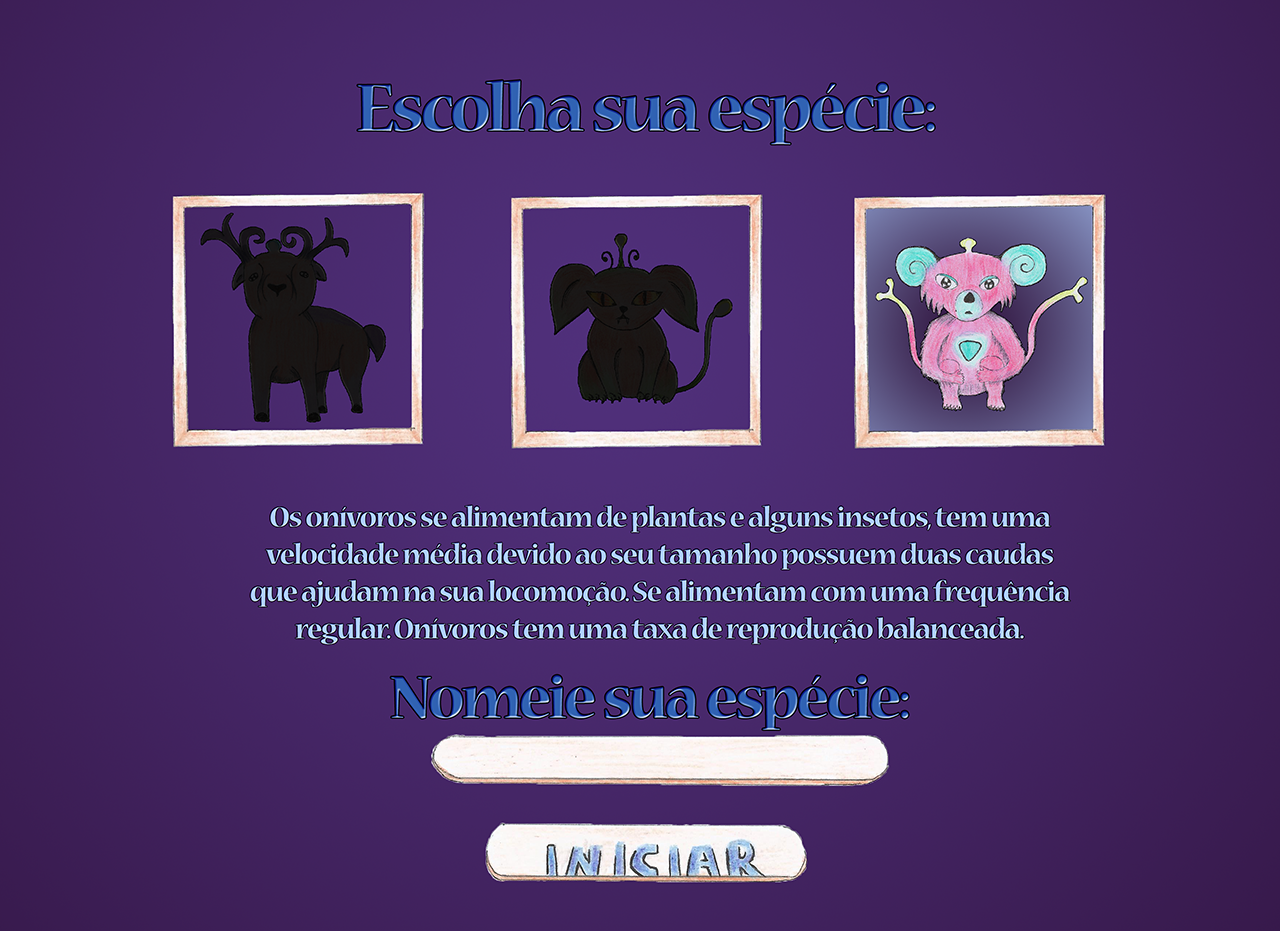 Escolha sua espécie:
Os onívoros se alimentam de plantas e alguns insetos, tem uma
velocidade média devido ao seu tamanho possuem duas caudas
que ajudam na sua locomoção. Se alimentam com uma frequência
regular. Onívoros tem uma taxa de reprodução balanceada.
Nomeie sua espécie:
INICIAR